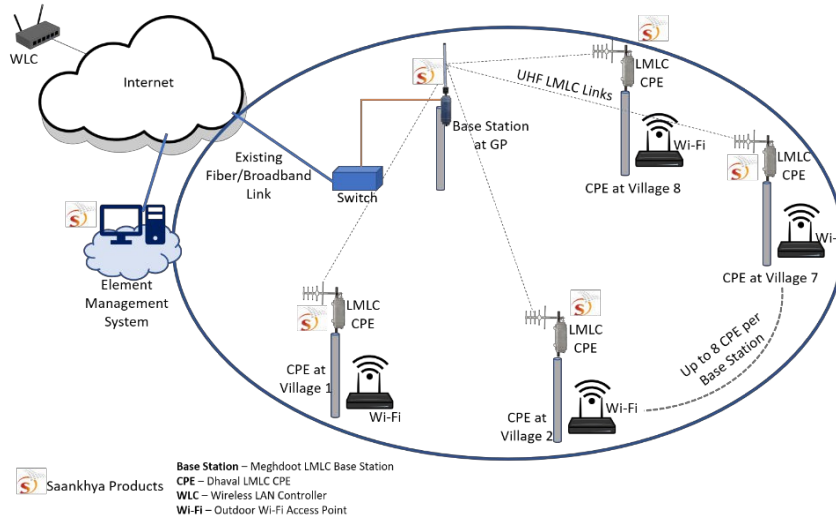 WLC
Internet
Existing
Fiber/Broadband
Link
Switch
Element
Management
System
Base Station
at GP
UHF LMLC Links
LMLC
CPE
Wi-Fi
CPE at Village 8
LMLC
CPE
Wi-
CPE at Village 7
LMLC
CPE
CPE at
Village 1
Wi-Fi
LMLC
CPE
CPE at
Village 2
Wi-Fi
Up to 8 CPE per
Base Station
S
S
S
S
S
S
S
Saankhya Products
Base Station – Meghdoot LMLC Base Station
CPE – Dhaval LMLC CPE
WLC – Wireless LAN Controller
Wi-Fi – Outdoor Wi-Fi Access Point